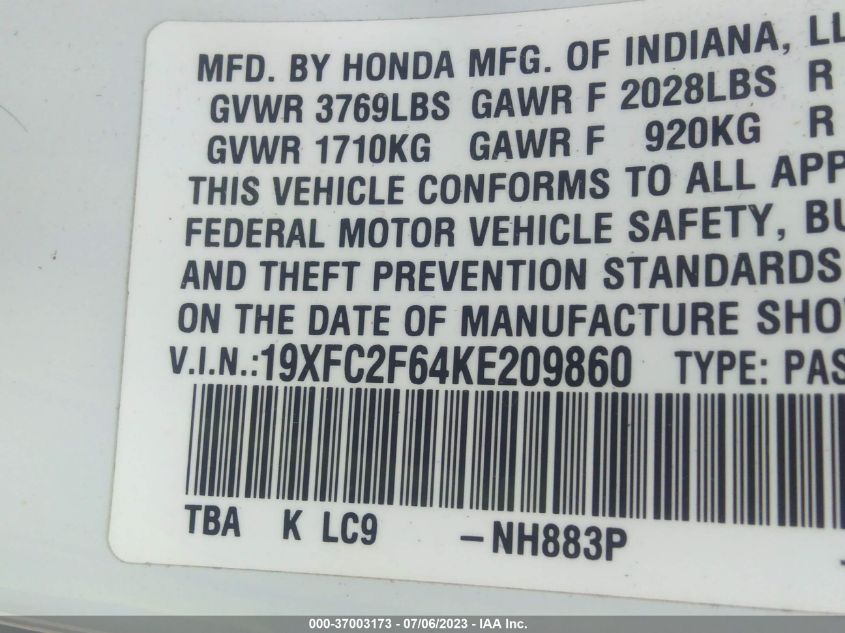 MFD. BY HONDA MFG. OF INDIANA,
GVWR 3769LBS GAWR F 2028LBS R
GVWR 1710KG GAWR F 920KG R
THIS VEHICLE CONFORMS TO ALL APP
FEDERAL MOTOR VEHICLE SAFETY, BU
AND THEFT PREVENTION STANDARDS
ON THE DATE OF MANUFACTURE SHO
V.I.N.:19XFC2F64KE209860 TYPE: PAS
TBA K LC9 -NH883P
000-37003173 - 07/06/2023 - IAA Inc.